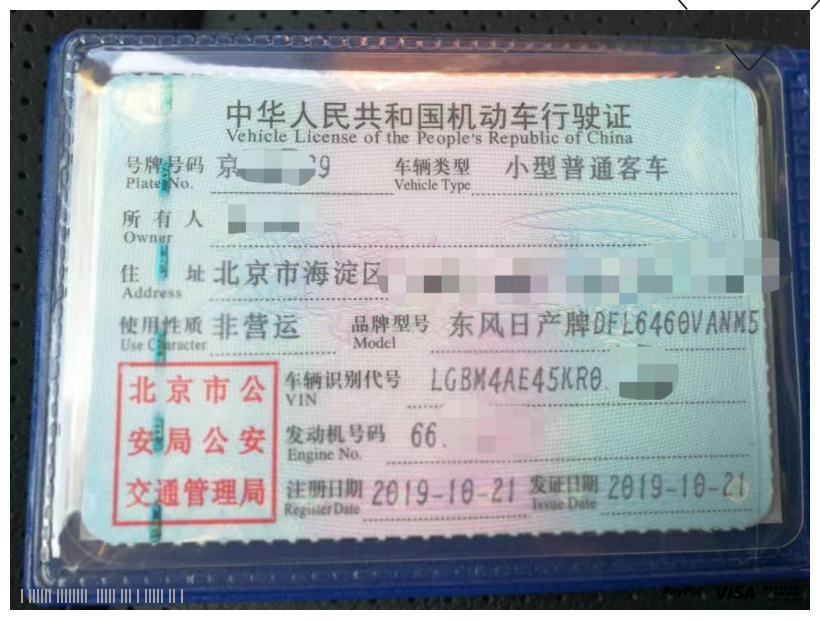 中华人民共和国机动车行驶证
Vehicle License of the People's Republic of China
号牌号码 京 9 车辆类型 小型普通客车
Plate No. Vehicle Type
所有人
Owner
住址 北京市海淀区
Address
使用性质 非营运 品牌型号 东风日产牌DFL6460VANM5
Use Character Model
北京市公 车辆识别代号 LGBM4AE45KR0
VIN
安局公安 发动机号码 66
Engine No.
交通管理局 注册日期 2019-10-21 发证日期 2019-10-21
Register Date Issue Date
PayPal VISA